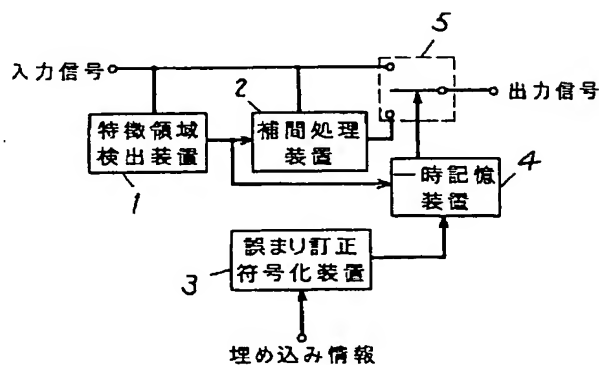 5
入力信号
出力信号
2
特徴領域
検出装置
補間処理
装置
1
一時記憶
装置
4
誤まり訂正
符号化装置
3
埋め込み情報